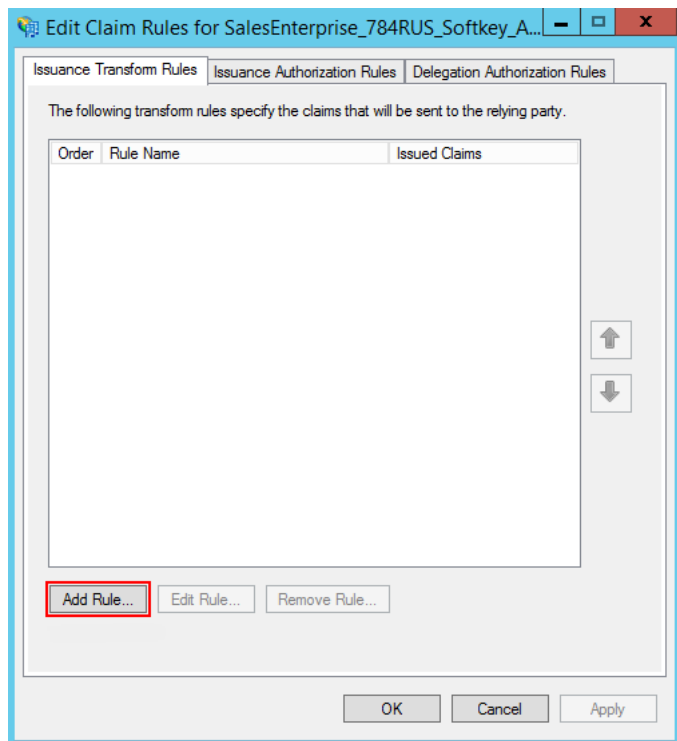 Edit Claim Rules for SalesEnterprise_784RUS_Softkey_A...
Issuance Transform Rules Issuance Authorization Rules Delegation Authorization Rules
The following transform rules specify the claims that will be sent to the relying party.
Order Rule Name Issued Claims
Add Rule... Edit Rule... Remove Rule...
OK Cancel Apply